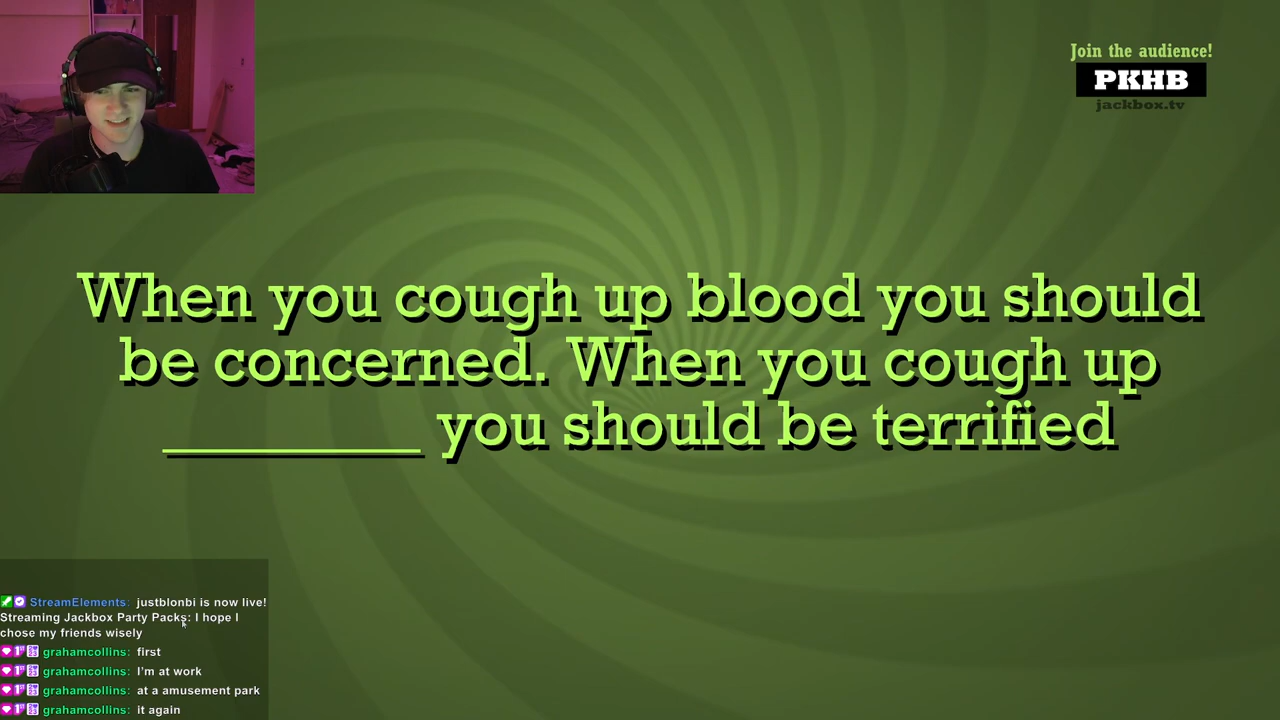 Join the audience!
PKHB
jackbox.tv
When you cough up blood you should
be concerned. When you cough up
________ you should be terrified
StreamElements: justblonbi is now live!
Streaming Jackbox Party Packs: I hope I
chose my friends wisely
grahamcollins: first
grahamcollins: I'm at work
grahamcollins: at a amusement park
grahamcollins: it again